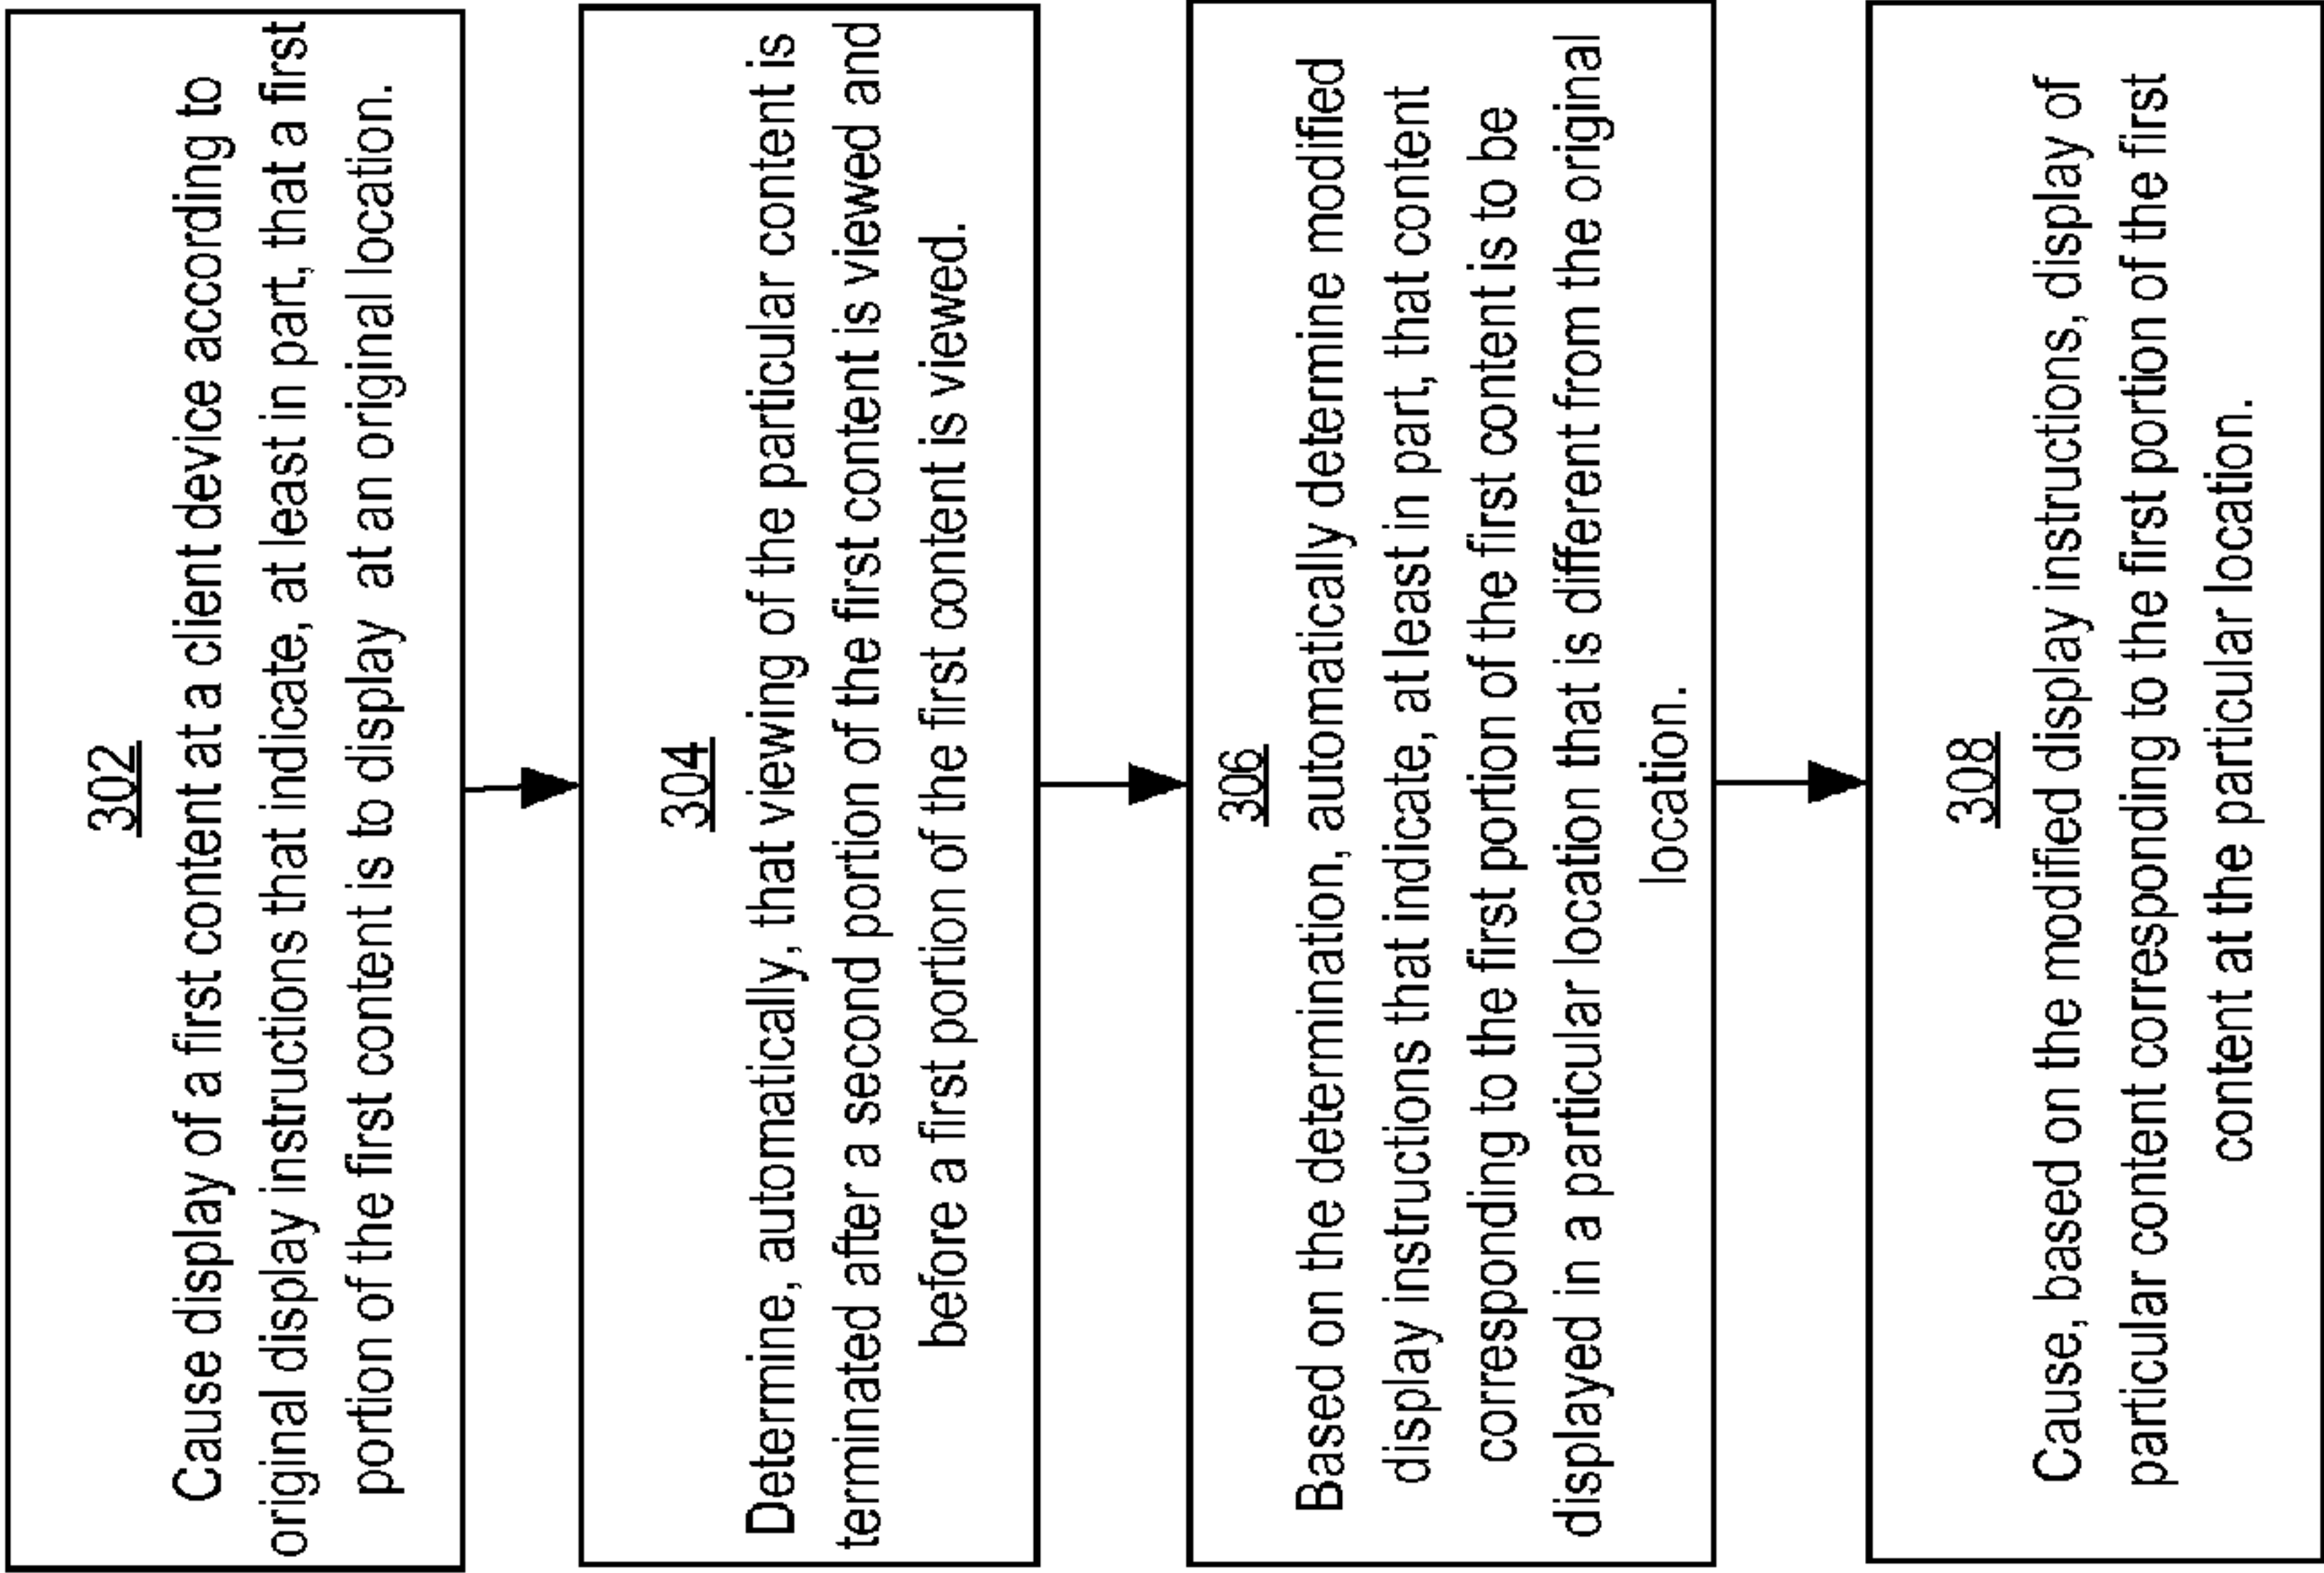 302
Cause display of a first content at a client device according to
original display instructions that indicate, at least in part, that a first
portion of the first content is to display at an original location.
304
Determine, automatically, that viewing of the particular content is
terminated after a second portion of the first content is viewed and
before a first portion of the first content is viewed.
306
Based on the determination, automatically determine modified
display instructions that indicate, at least in part, that content
corresponding to the first portion of the first content is to be
displayed in a particular location that is different from the original
location.
308
Cause, based on the modified display instructions, display of
particular content corresponding to the first portion of the first
content at the particular location.